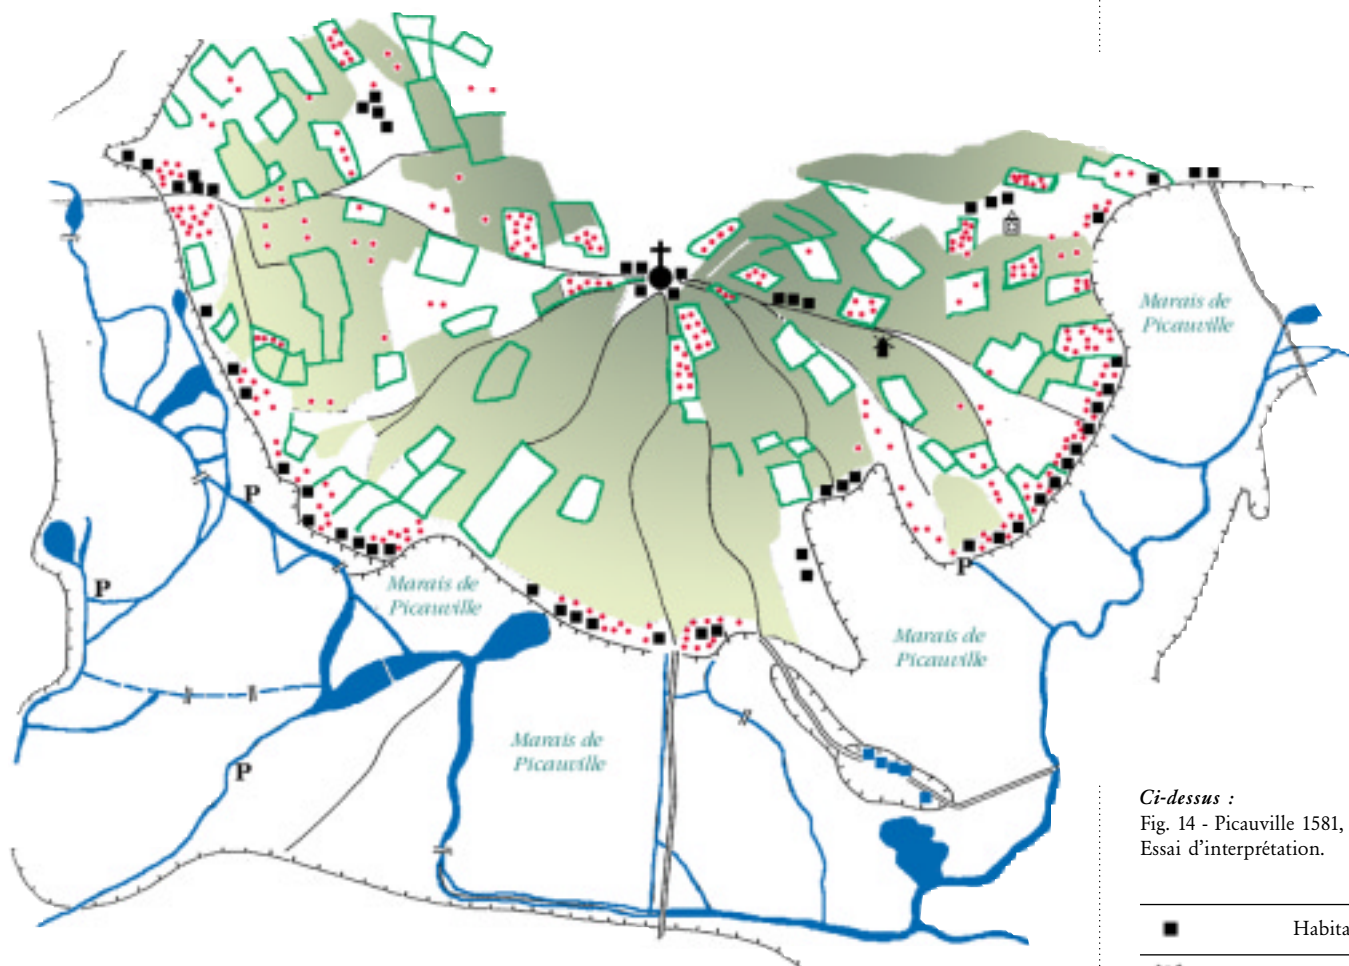 Marais de
Picauville
P
P
Marais de
Picauville
P
Marais de
Picauville
Marais de
Picauville
P
Ci-dessus :
Fig. 14 - Picauville 1581,
Essai d'interprétation.
Habita